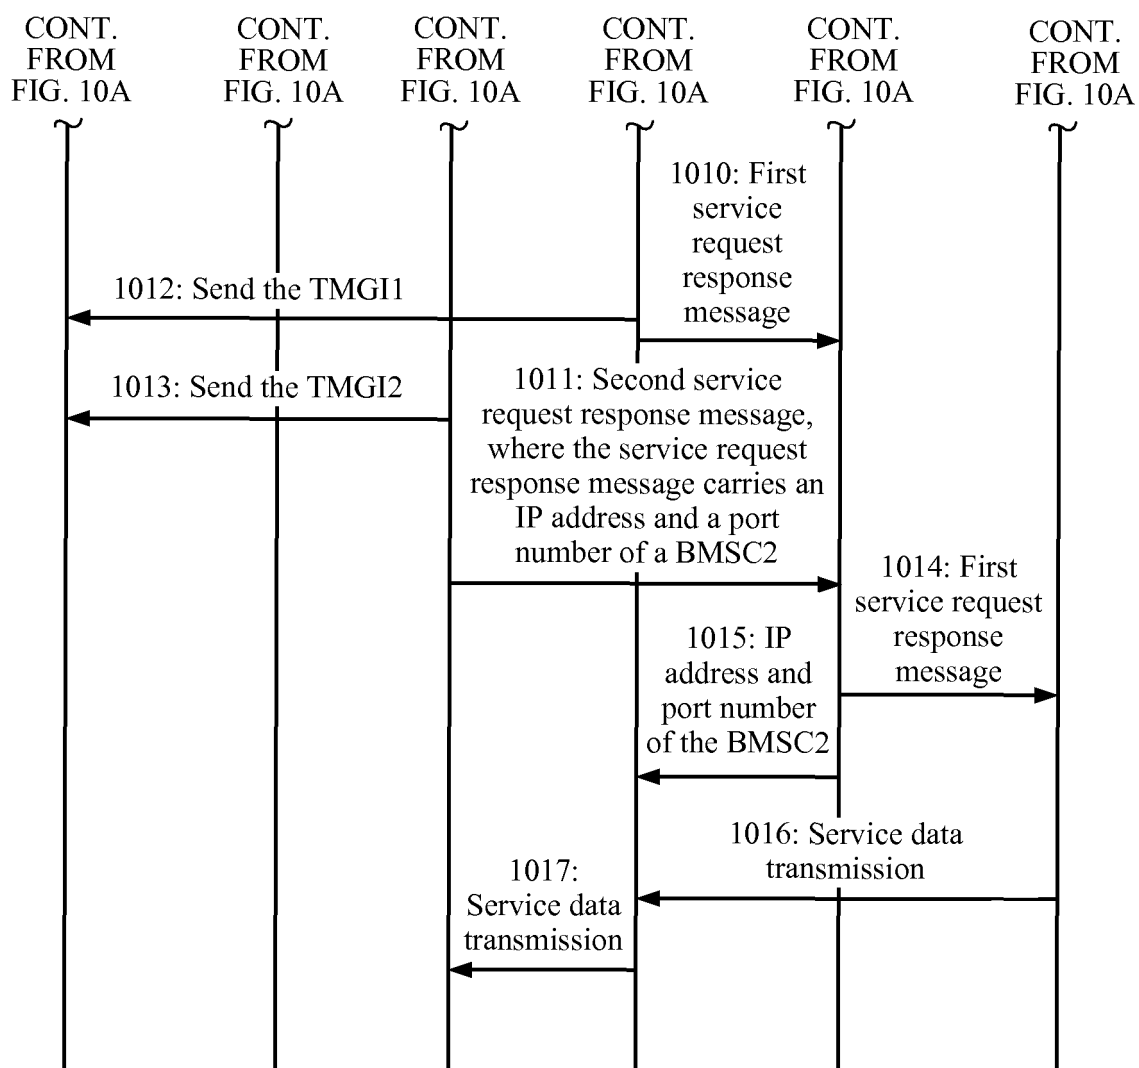 CONT.
FROM
FIG. 10A
CONT.
FROM
FIG. 10A
CONT.
FROM
FIG. 10A
CONT.
FROM
FIG. 10A
CONT.
FROM
FIG. 10A
CONT.
FROM
FIG. 10A
1010: First
service
request
response
message
1012: Send the TMGI1
1011: Second service
request response message,
where the service request
response message carries an
IP address and a port
number of a BMSC2
1013: Send the TMGI2
1014: First
service request
response
message
1015: IP
address and
port number
of the BMSC2
1016: Service data
transmission
1017:
Service data
transmission